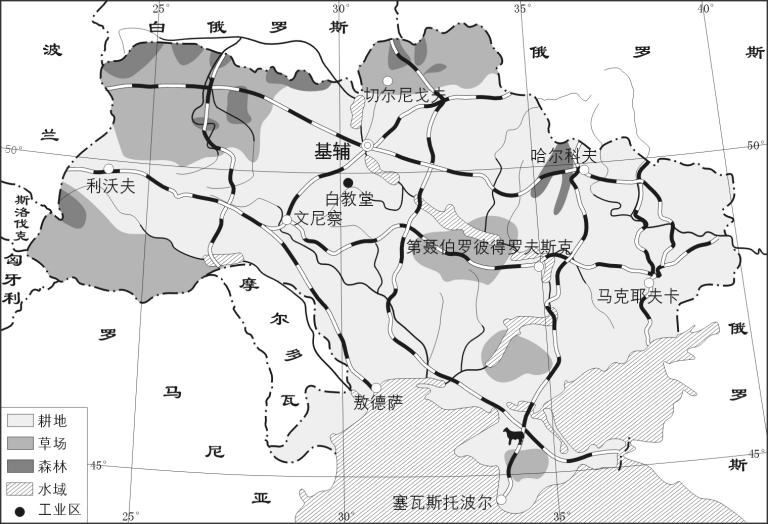 25°
30°
35°
40°
白 俄 罗 斯
俄 罗 斯
波 兰
切尔尼戈夫
50°
50°
基辅
哈尔科夫
利沃夫
白教堂
斯洛伐克
文尼察
第聂伯罗彼得罗夫斯克
匈牙利
摩尔多瓦
马克耶夫卡
罗马尼亚
俄罗斯
敖德萨
耕地
草场
森林
水域
工业区
45°
45°
塞瓦斯托波尔
25°
30°
35°